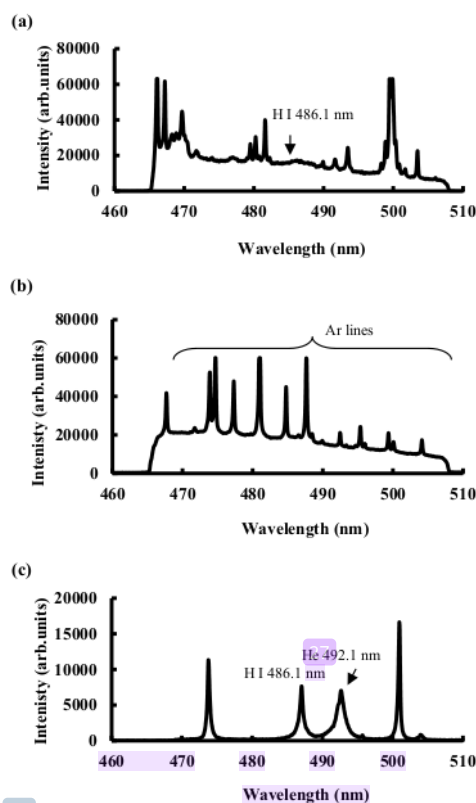 (a)
80000
60000
40000
20000
0
Intensity (arb.units)
H I 486.1 nm
460 470 480 490 500 510
Wavelength (nm)
(b)
80000
60000
40000
20000
0
Intenisty (arb.units)
Ar lines
460 470 480 490 500 510
Wavelength (nm)
(c)
20000
15000
10000
5000
0
Intenisty (arb.units)
He 492.1 nm
H I 486.1 nm
460 470 480 490 500 510
Wavelength (nm)